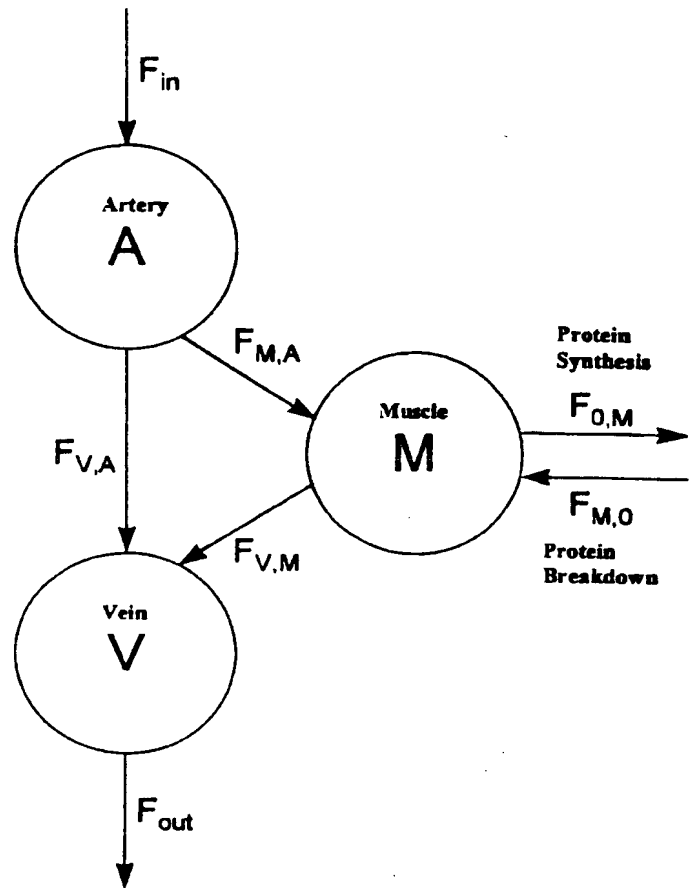 F_in
Artery
A
F_M,A
Protein
Synthesis
Muscle
F_0,M
M
F_V,A
F_M,0
F_V,M
Protein
Breakdown
Vein
V
F_out